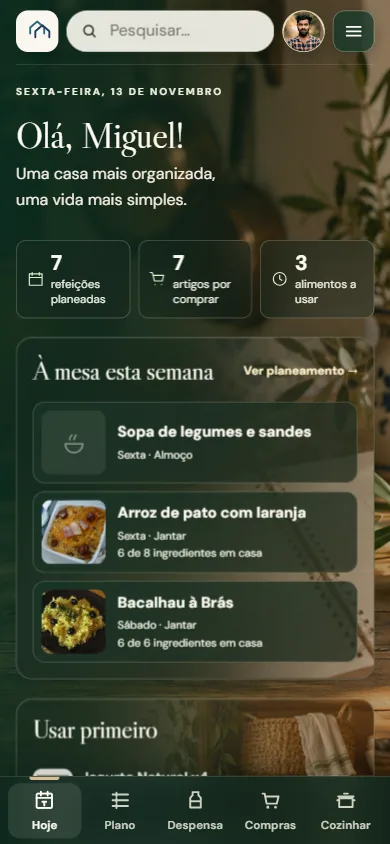 Pesquisar...
SEXTA-FEIRA, 13 DE NOVEMBRO
Olá, Miguel!
Uma casa mais organizada,
uma vida mais simples.
7
refeições
planeadas
7
artigos por
comprar
3
alimentos a
usar
À mesa esta semana
Ver planeamento →
Sopa de legumes e sandes
Sexta · Almoço
Arroz de pato com laranja
Sexta · Jantar
6 de 8 ingredientes em casa
Bacalhau à Brás
Sábado · Jantar
6 de 6 ingredientes em casa
Usar primeiro
Hoje
Plano
Despensa
Compras
Cozinhar